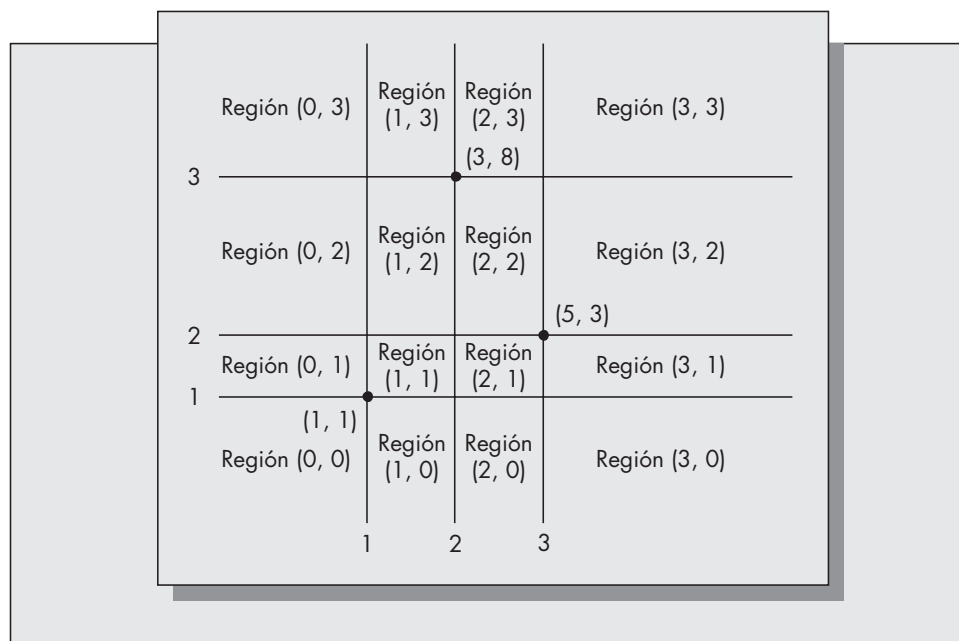 Región (0, 3)
Región
(1, 3)
Región
(2, 3)
Región (3, 3)
(3, 8)
3
Región (0, 2)
Región
(1, 2)
Región
(2, 2)
Región (3, 2)
(5, 3)
2
Región (0, 1)
Región
(1, 1)
Región
(2, 1)
Región (3, 1)
1
(1, 1)
Región (0, 0)
Región
(1, 0)
Región
(2, 0)
Región (3, 0)
1 2 3